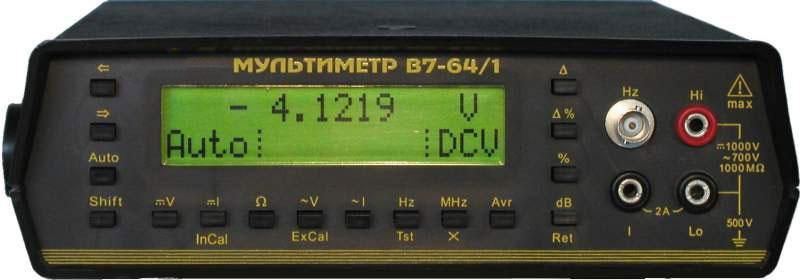 МУЛЬТИМЕТР В7-64/1
⇐
⇒
Auto
Shift
- 4.1219 V
Auto DCV
⎓V ⎓I Ω ~V ~I Hz MHz Avr
InCal ExCal Tst ×
Δ
Δ%
%
dB
Ret
Hz Hi
max
⎓1000V
~700V
1000MΩ
2A
I Lo
500V